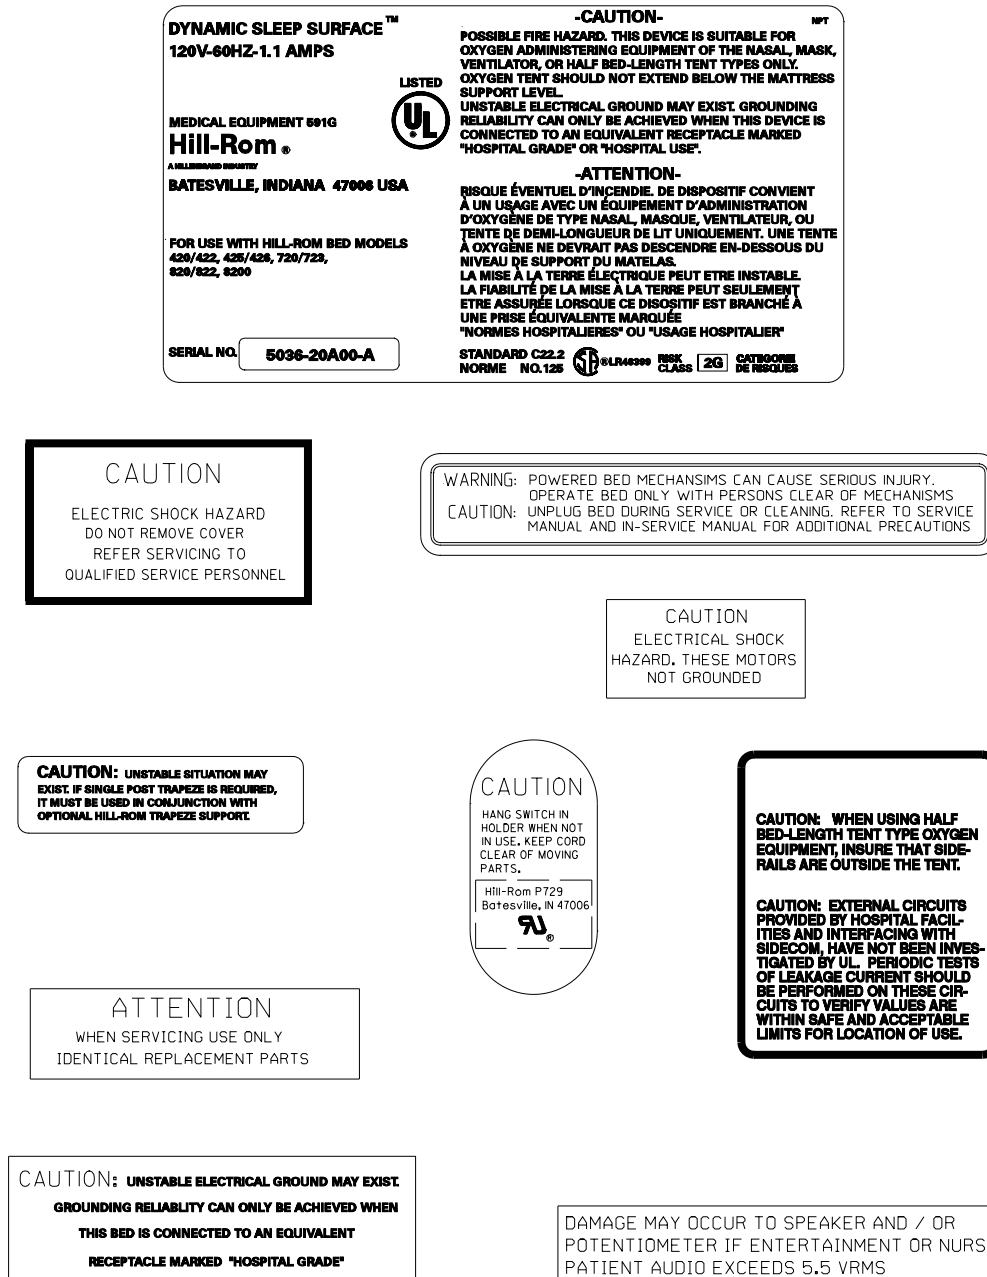 DYNAMIC SLEEP SURFACE™
120V-60HZ-1.1 AMPS
LISTED
UL
®
MEDICAL EQUIPMENT 591G
Hill-Rom ®
A HILLENBRAND INDUSTRY
BATESVILLE, INDIANA 47006 USA
FOR USE WITH HILL-ROM BED MODELS
420/422, 425/426, 720/723,
820/822, 8200
SERIAL NO. 5036-20A00-A
-CAUTION- NPT
POSSIBLE FIRE HAZARD. THIS DEVICE IS SUITABLE FOR
OXYGEN ADMINISTERING EQUIPMENT OF THE NASAL, MASK,
VENTILATOR, OR HALF BED-LENGTH TENT TYPES ONLY.
OXYGEN TENT SHOULD NOT EXTEND BELOW THE MATTRESS
SUPPORT LEVEL.
UNSTABLE ELECTRICAL GROUND MAY EXIST. GROUNDING
RELIABILITY CAN ONLY BE ACHIEVED WHEN THIS DEVICE IS
CONNECTED TO AN EQUIVALENT RECEPTACLE MARKED
"HOSPITAL GRADE" OR "HOSPITAL USE".
-ATTENTION-
RISQUE ÉVENTUEL D'INCENDIE. DE DISPOSITIF CONVIENT
À UN USAGE AVEC UN ÉQUIPEMENT D'ADMINISTRATION
D'OXYGÈNE DE TYPE NASAL, MASQUE, VENTILATEUR, OU
TENTE DE DEMI-LONGUEUR DE LIT UNIQUEMENT. UNE TENTE
À OXYGÈNE NE DEVRAIT PAS DESCENDRE EN-DESSOUS DU
NIVEAU DE SUPPORT DU MATELAS.
LA MISE À LA TERRE ÉLECTRIQUE PEUT ETRE INSTABLE.
LA FIABILITÉ DE LA MISE À LA TERRE PEUT SEULEMENT
ETRE ASSURÉE LORSQUE CE DISOSITIF EST BRANCHÉ À
UNE PRISE ÉQUIVALENTE MARQUÉE
"NORMES HOSPITALIERES" OU "USAGE HOSPITALIER"
STANDARD C22.2
NORME NO.125
SA ®LR46399 RISK CLASS 2G CATEGORIE DE RISQUES
CAUTION
ELECTRIC SHOCK HAZARD
DO NOT REMOVE COVER
REFER SERVICING TO
QUALIFIED SERVICE PERSONNEL
WARNING: POWERED BED MECHANSIMS CAN CAUSE SERIOUS INJURY.
OPERATE BED ONLY WITH PERSONS CLEAR OF MECHANISMS
CAUTION: UNPLUG BED DURING SERVICE OR CLEANING. REFER TO SERVICE
MANUAL AND IN-SERVICE MANUAL FOR ADDITIONAL PRECAUTIONS
CAUTION
ELECTRICAL SHOCK
HAZARD. THESE MOTORS
NOT GROUNDED
CAUTION: UNSTABLE SITUATION MAY
EXIST. IF SINGLE POST TRAPEZE IS REQUIRED,
IT MUST BE USED IN CONJUNCTION WITH
OPTIONAL HILL-ROM TRAPEZE SUPPORT.
CAUTION
HANG SWITCH IN
HOLDER WHEN NOT
IN USE. KEEP CORD
CLEAR OF MOVING
PARTS.
Hill-Rom P729
Batesville, IN 47006
RU
®
CAUTION: WHEN USING HALF
BED-LENGTH TENT TYPE OXYGEN
EQUIPMENT, INSURE THAT SIDE-
RAILS ARE OUTSIDE THE TENT.
CAUTION: EXTERNAL CIRCUITS
PROVIDED BY HOSPITAL FACIL-
ITIES AND INTERFACING WITH
SIDECOM, HAVE NOT BEEN INVES-
TIGATED BY UL. PERIODIC TESTS
OF LEAKAGE CURRENT SHOULD
BE PERFORMED ON THESE CIR-
CUITS TO VERIFY VALUES ARE
WITHIN SAFE AND ACCEPTABLE
LIMITS FOR LOCATION OF USE.
ATTENTION
WHEN SERVICING USE ONLY
IDENTICAL REPLACEMENT PARTS
CAUTION: UNSTABLE ELECTRICAL GROUND MAY EXIST.
GROUNDING RELIABLITY CAN ONLY BE ACHIEVED WHEN
THIS BED IS CONNECTED TO AN EQUIVALENT
RECEPTACLE MARKED "HOSPITAL GRADE"
DAMAGE MAY OCCUR TO SPEAKER AND / OR
POTENTIOMETER IF ENTERTAINMENT OR NURS
PATIENT AUDIO EXCEEDS 5.5 VRMS